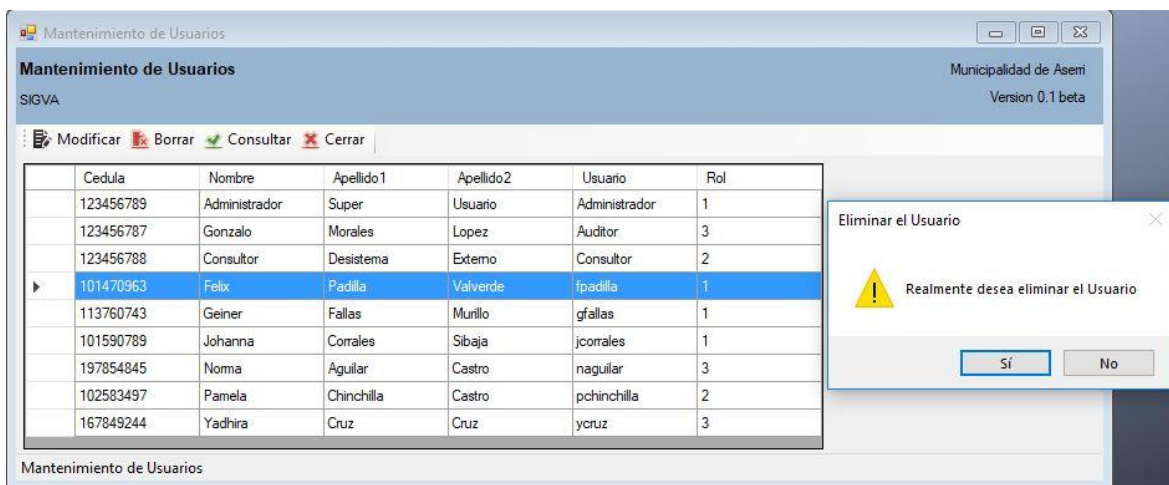 Mantenimiento de Usuarios
Mantenimiento de Usuarios
Municipalidad de Aserri
SIGVA
Version 0.1 beta
Modificar Borrar Consultar Cerrar
Cedula Nombre Apellido1 Apellido2 Usuario Rol
123456789 Administrador Super Usuario Administrador 1
123456787 Gonzalo Morales Lopez Auditor 3
123456788 Consultor Desistema Externo Consultor 2
101470963 Felix Padilla Valverde fpadilla 1
113760743 Geiner Fallas Murillo gfallas 1
101590789 Johanna Corrales Sibaja jcorrales 1
197854845 Norma Aguilar Castro naguilar 3
102583497 Pamela Chinchilla Castro pchinchilla 2
167849244 Yadhira Cruz Cruz ycruz 3
Eliminar el Usuario
Realmente desea eliminar el Usuario
Sí No
Mantenimiento de Usuarios